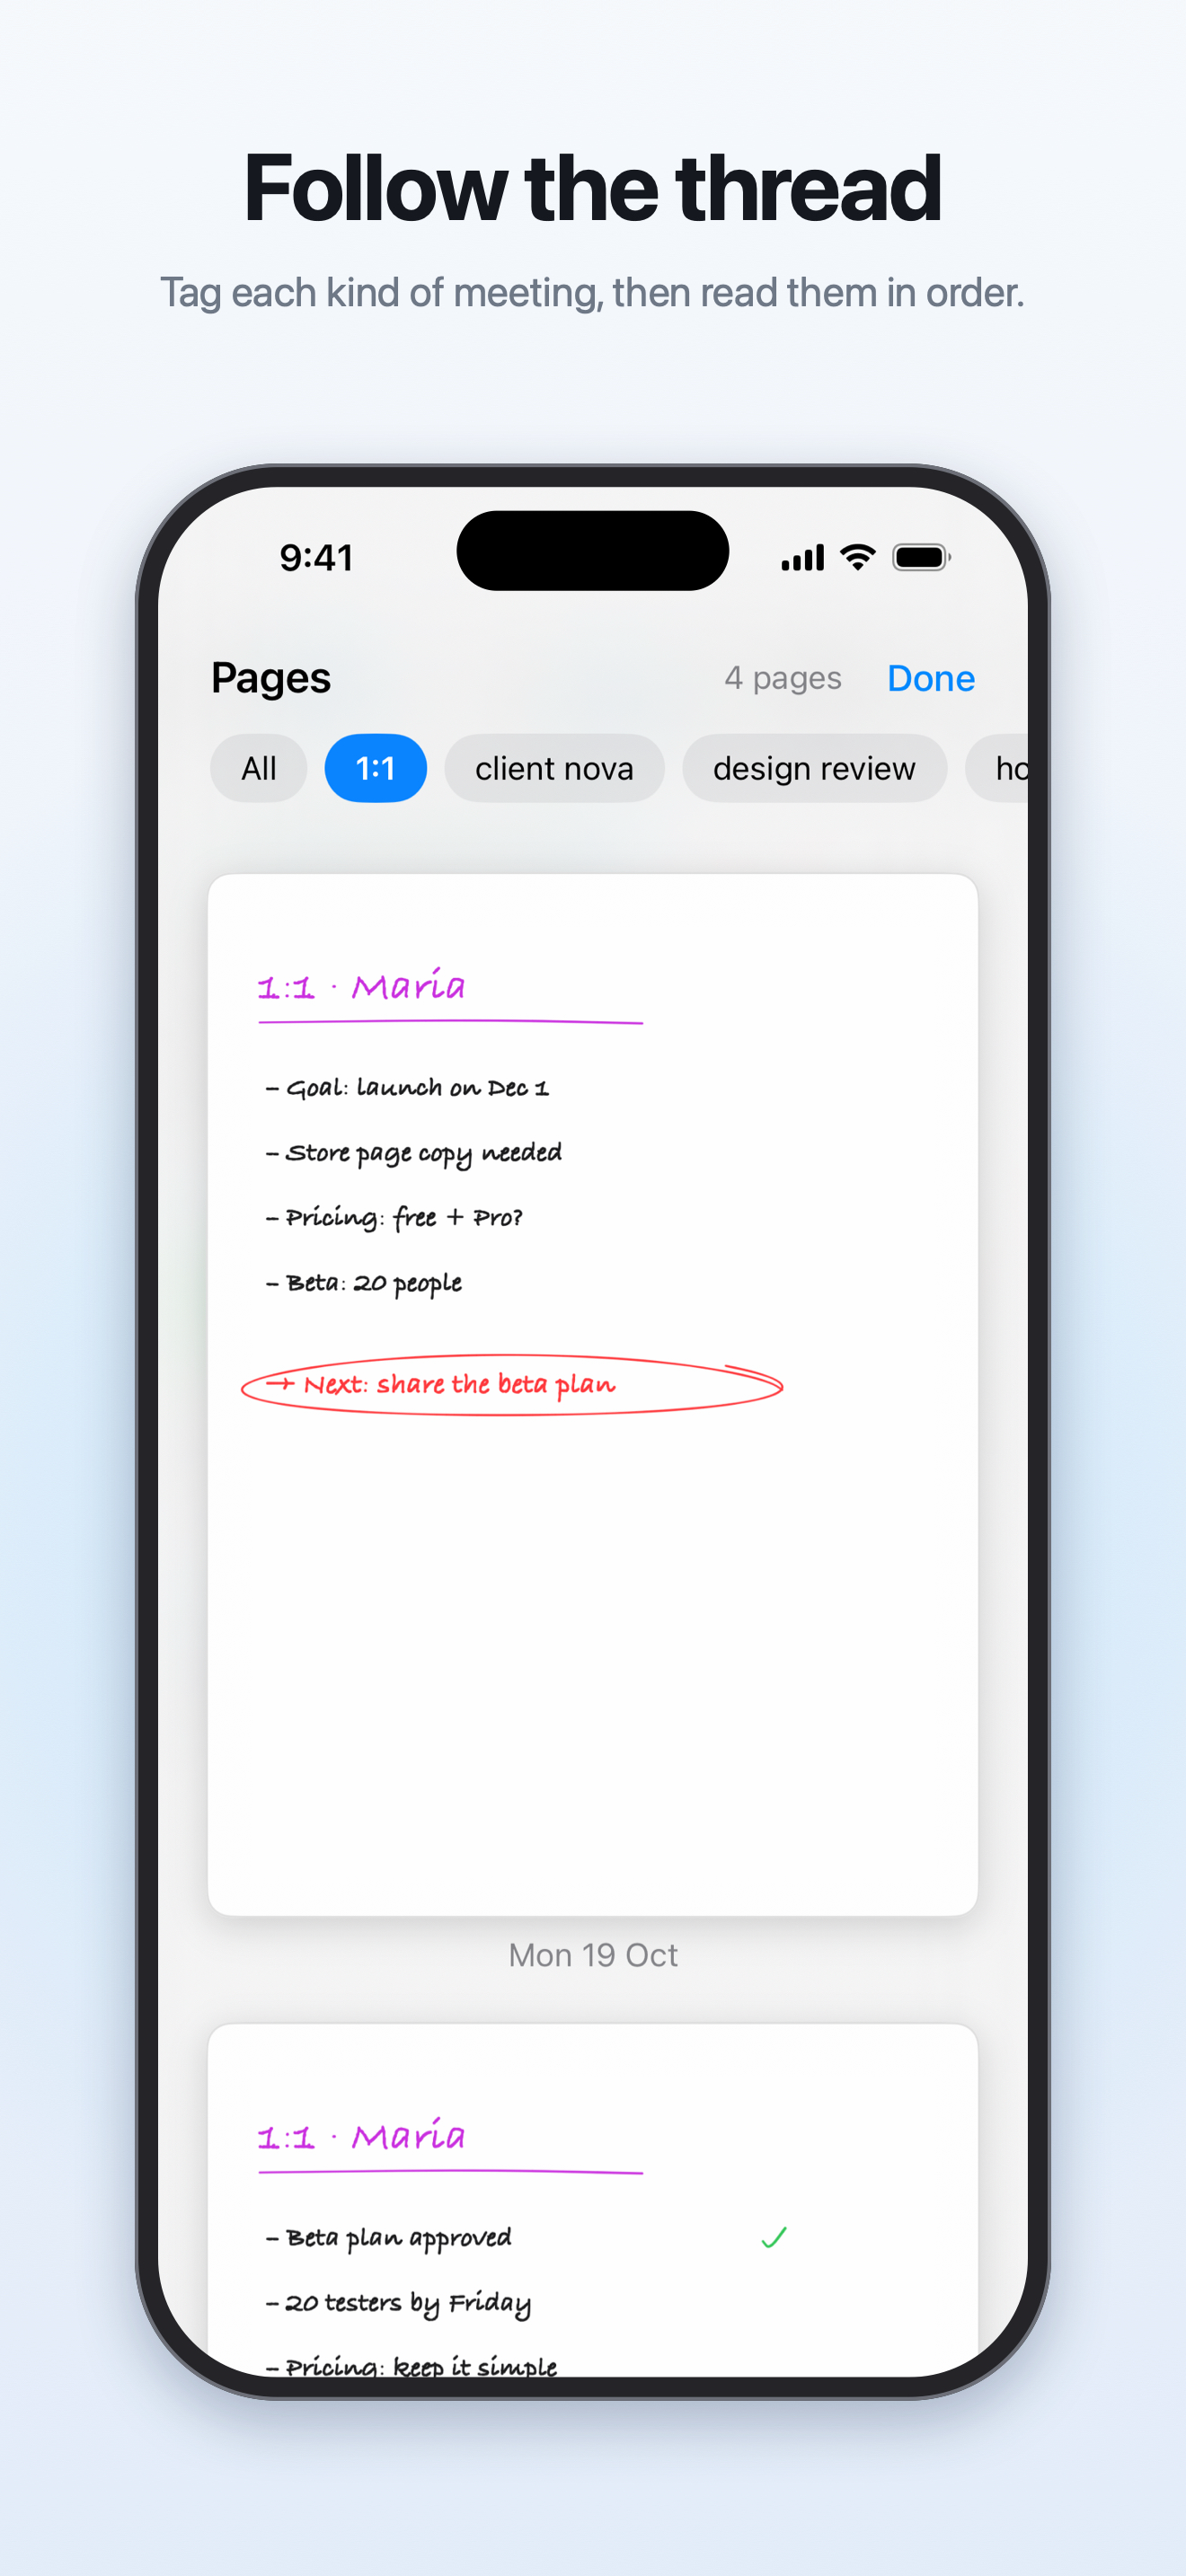 Follow the thread
Tag each kind of meeting, then read them in order.
9:41
Pages 4 pages Done
All 1:1 client nova design review ho
1:1 · María
– Goal: launch on Dec 1
– Store page copy needed
– Pricing: free + Pro?
– Beta: 20 people
→ Next: share the beta plan
Mon 19 Oct
1:1 · María
– Beta plan approved ✓
– 20 testers by Friday
– Pricing: keep it simple